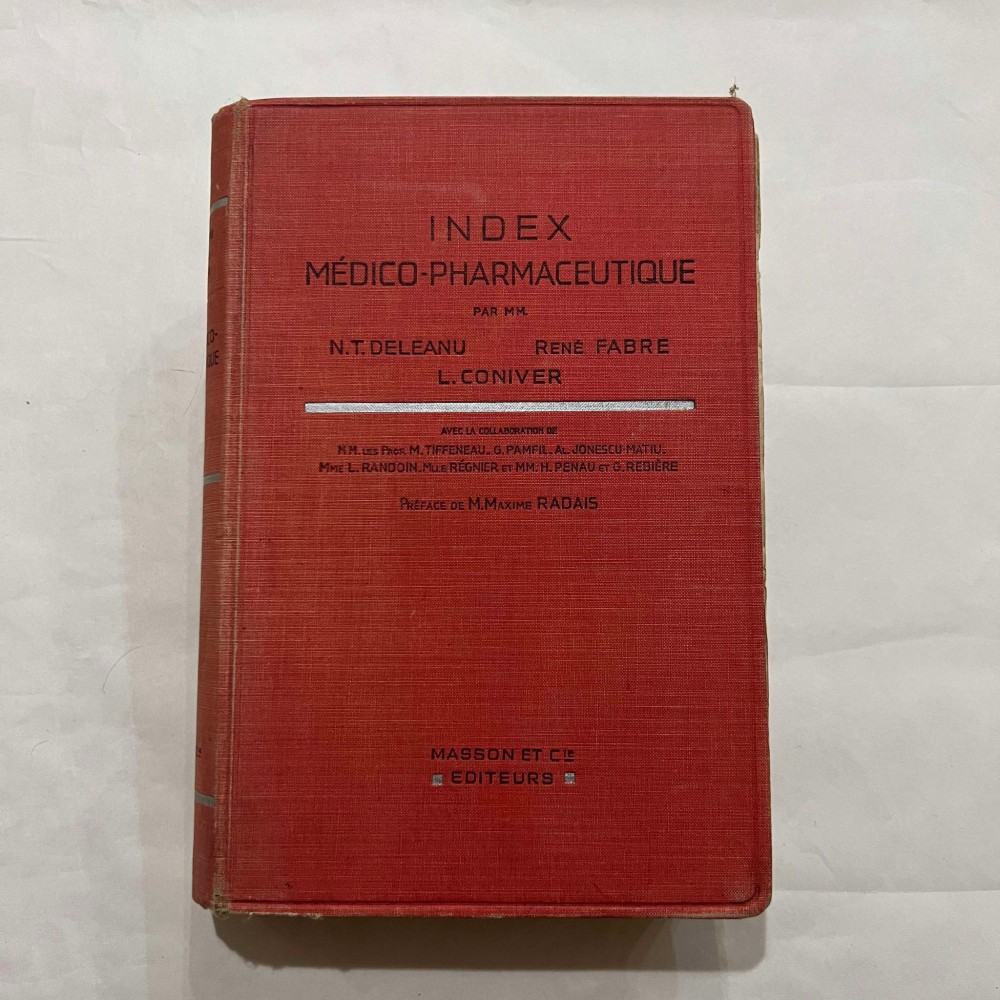 INDEX
MÉDICO-PHARMACEUTIQUE
PAR MM.
N.T. DELEANU RENÉ FABRE
L. CONIVER
AVEC LA COLLABORATION DE
MM. LES PROF. M. TIFFENEAU. G. PAMFIL. AL. JONESCU-MATIU.
MME L. RANDOIN. MLLE RÉGNIER ET MM. H. PENAU ET G. REBIÈRE
PRÉFACE DE M. MAXIME RADAIS
MASSON ET CIE
EDITEURS